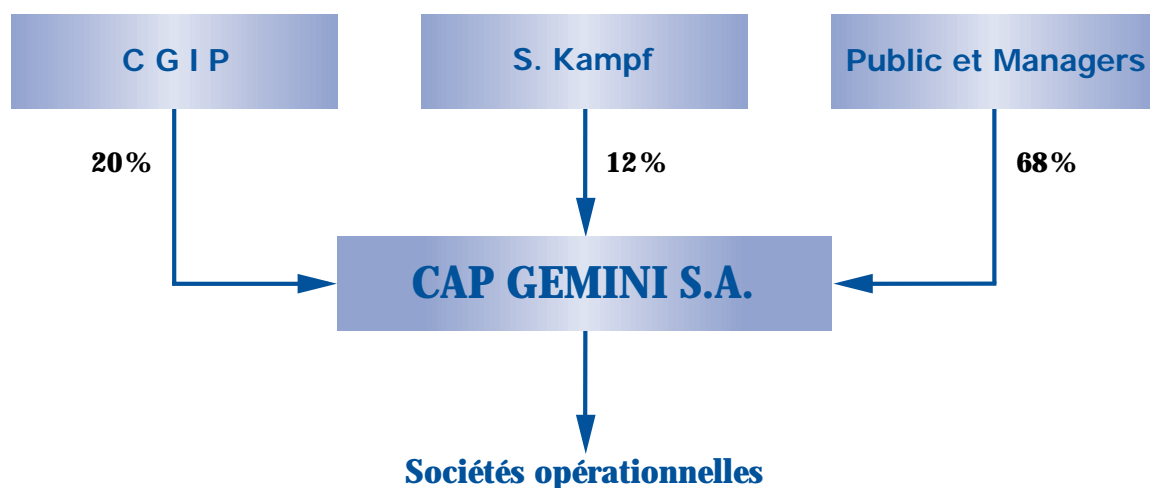 C G I P
S. Kampf
Public et Managers
20%
12%
68%
CAP GEMINI S.A.
Sociétés opérationnelles